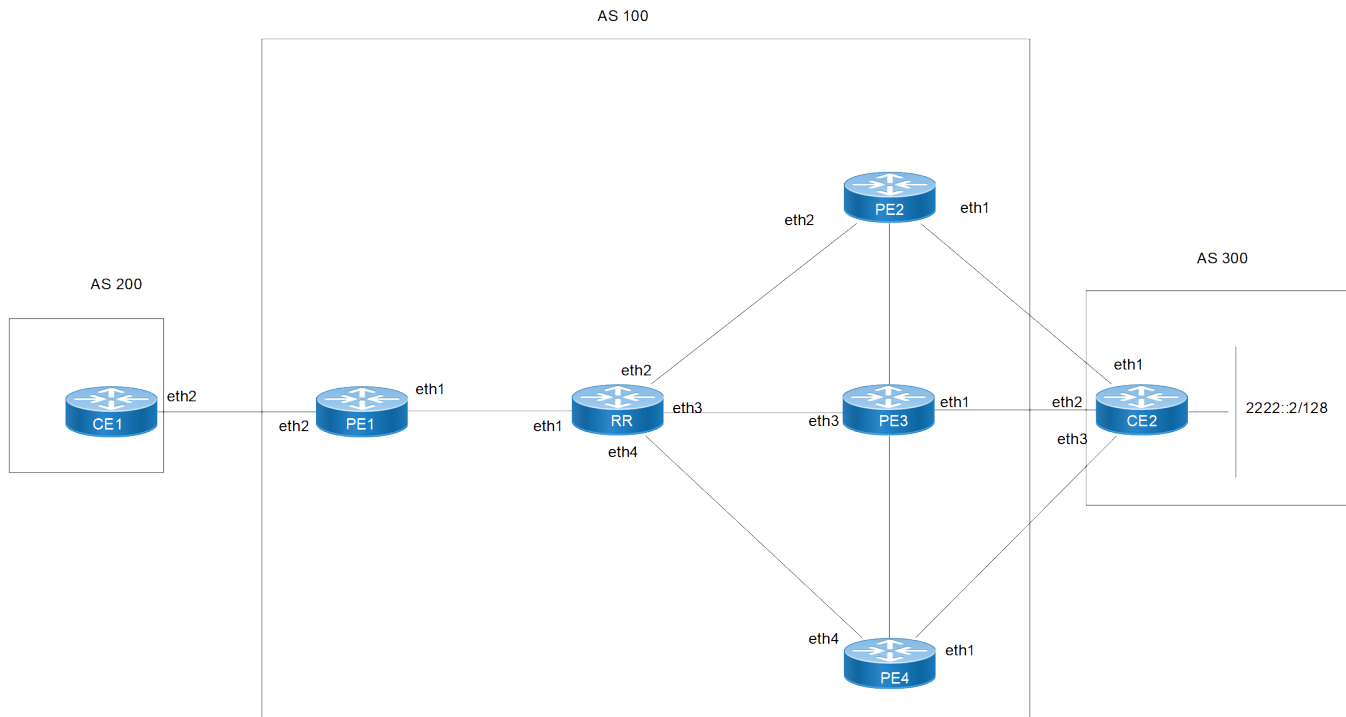 AS 100
PE2
eth2
eth1
AS 300
AS 200
eth1
eth2
eth2
eth1
eth3
eth1
eth2
2222::2/128
CE1
eth2
PE1
eth1
RR
eth3
PE3
CE2
eth4
eth3
eth4
eth1
PE4